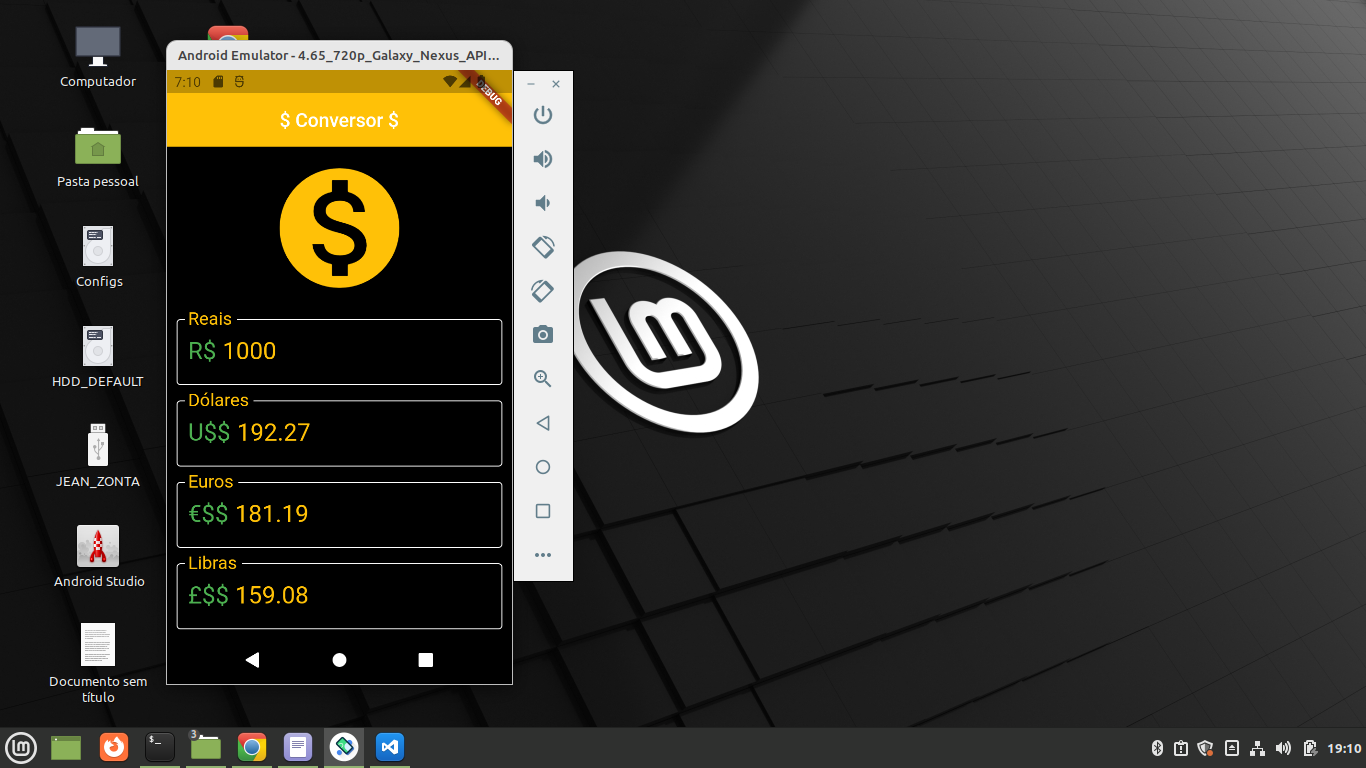 Computador
Pasta pessoal
Configs
HDD_DEFAULT
JEAN_ZONTA
Android Studio
Documento sem
título
Android Emulator - 4.65_720p_Galaxy_Nexus_API...
7:10
DEBUG
$ Conversor $
$
Reais
R$ 1000
Dólares
U$$ 192.27
Euros
€$$ 181.19
Libras
£$$ 159.08
$_
3
19:10